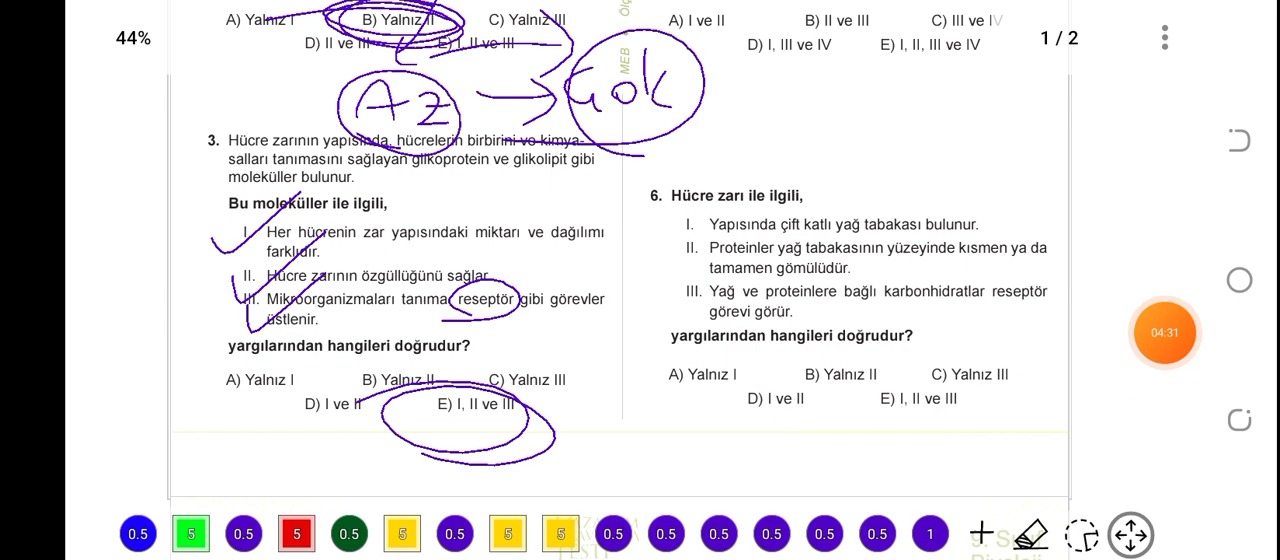 44%
1 / 2
A) Yalnız I B) Yalnız II C) Yalnız III
D) II ve III E) I, II ve III
Az → Çok
3. Hücre zarının yapısında, hücrelerin birbirini ve kimya-
salları tanımasını sağlayan glikoprotein ve glikolipit gibi
moleküller bulunur.
Bu moleküller ile ilgili,
I. Her hücrenin zar yapısındaki miktarı ve dağılımı
farklıdır.
II. Hücre zarının özgüllüğünü sağlar.
III. Mikroorganizmaları tanıma, reseptör gibi görevler
üstlenir.
yargılarından hangileri doğrudur?
A) Yalnız I B) Yalnız II C) Yalnız III
D) I ve II E) I, II ve III
MEB
A) I ve II B) II ve III C) III ve IV
D) I, III ve IV E) I, II, III ve IV
6. Hücre zarı ile ilgili,
I. Yapısında çift katlı yağ tabakası bulunur.
II. Proteinler yağ tabakasının yüzeyinde kısmen ya da
tamamen gömülüdür.
III. Yağ ve proteinlere bağlı karbonhidratlar reseptör
görevi görür.
yargılarından hangileri doğrudur?
A) Yalnız I B) Yalnız II C) Yalnız III
D) I ve II E) I, II ve III
04:31
0.5 5 0.5 5 0.5 5 0.5 5 5 0.5 0.5 0.5 0.5 0.5 0.5 1